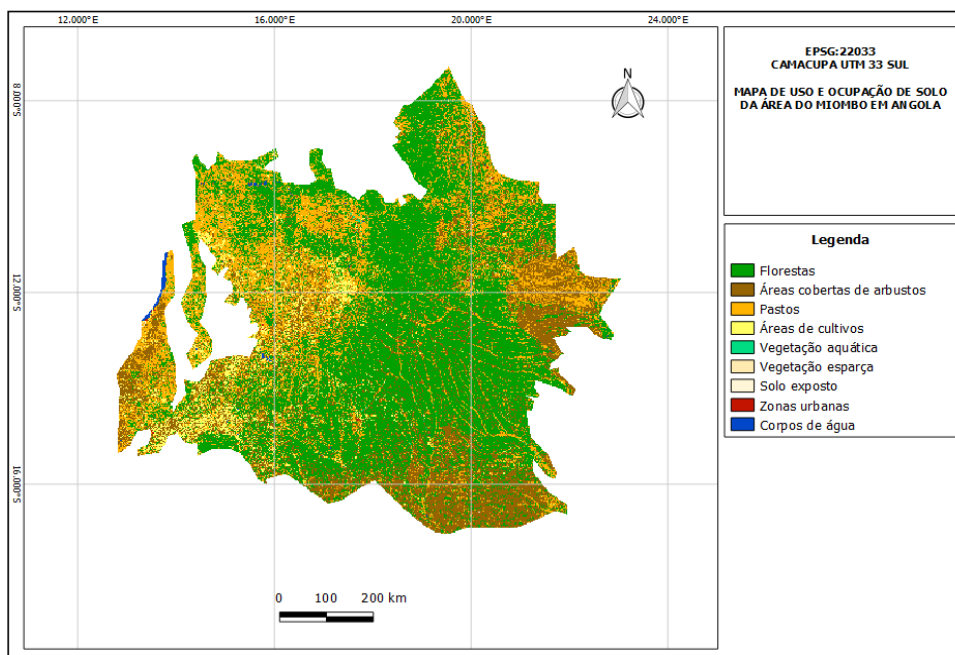 12.000°E 16.000°E 20.000°E 24.000°E
8.000°S
12.000°S
16.000°S
N
EPSG:22033
CAMACUPA UTM 33 SUL
MAPA DE USO E OCUPAÇÃO DE SOLO
DA ÁREA DO MIOMBO EM ANGOLA
Legenda
Florestas
Áreas cobertas de arbustos
Pastos
Áreas de cultivos
Vegetação aquática
Vegetação esparça
Solo exposto
Zonas urbanas
Corpos de água
0 100 200 km